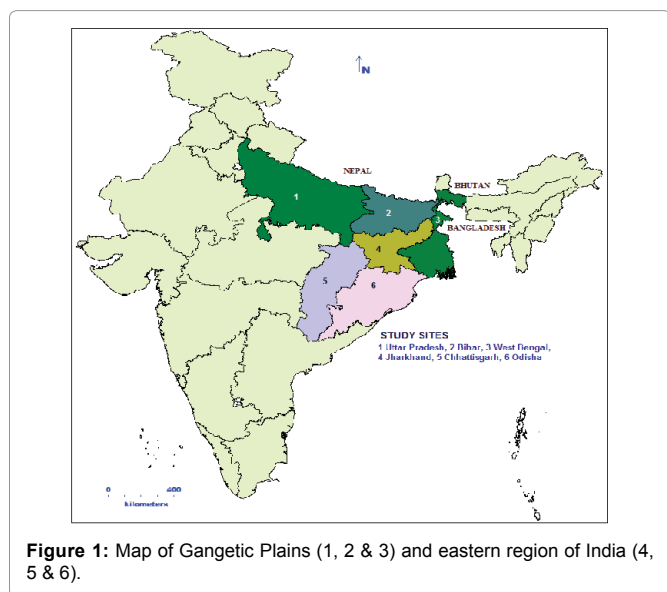 N
NEPAL
1
BHUTAN
2
3
BANGLADESH
4
5
6
STUDY SITES
1 Uttar Pradesh, 2 Bihar, 3 West Bengal,
4 Jharkhand, 5 Chhattisgarh, 6 Odisha
0 400
kilometers
Figure 1: Map of Gangetic Plains (1, 2 & 3) and eastern region of India (4,
5 & 6).